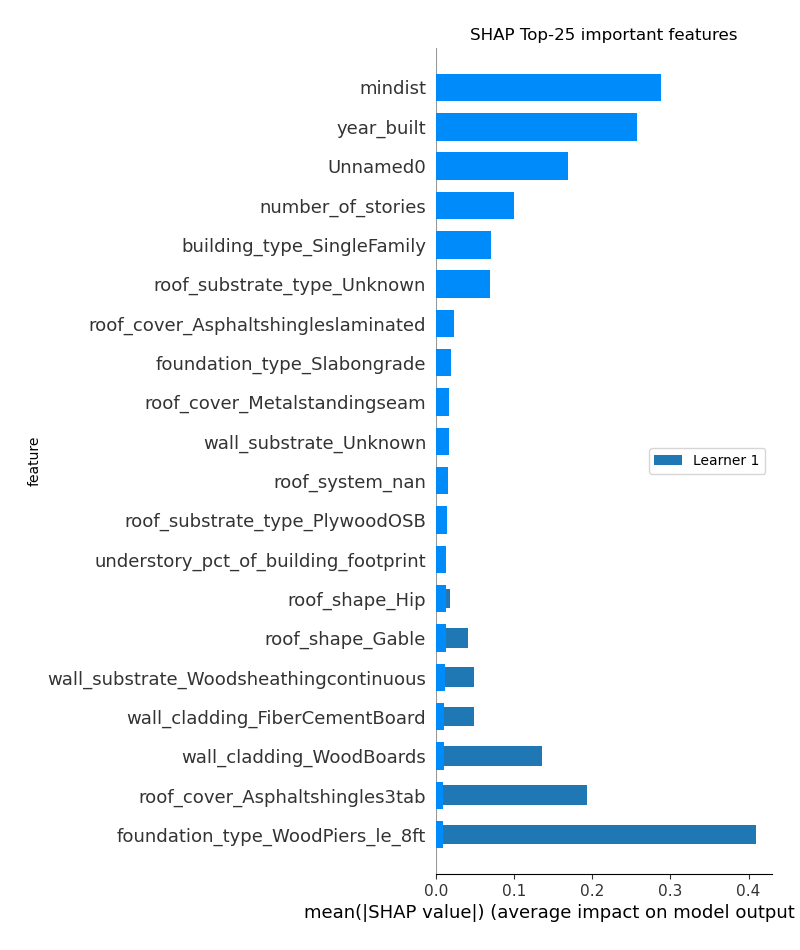 SHAP Top-25 important features
mindist
year_built
Unnamed0
number_of_stories
building_type_SingleFamily
roof_substrate_type_Unknown
roof_cover_Asphaltshingleslaminated
foundation_type_Slabongrade
roof_cover_Metalstandingseam
wall_substrate_Unknown
roof_system_nan
roof_substrate_type_PlywoodOSB
understory_pct_of_building_footprint
roof_shape_Hip
roof_shape_Gable
wall_substrate_Woodsheathingcontinuous
wall_cladding_FiberCementBoard
wall_cladding_WoodBoards
roof_cover_Asphaltshingles3tab
foundation_type_WoodPiers_le_8ft
feature
Learner 1
0.0 0.1 0.2 0.3 0.4
mean(|SHAP value|) (average impact on model output